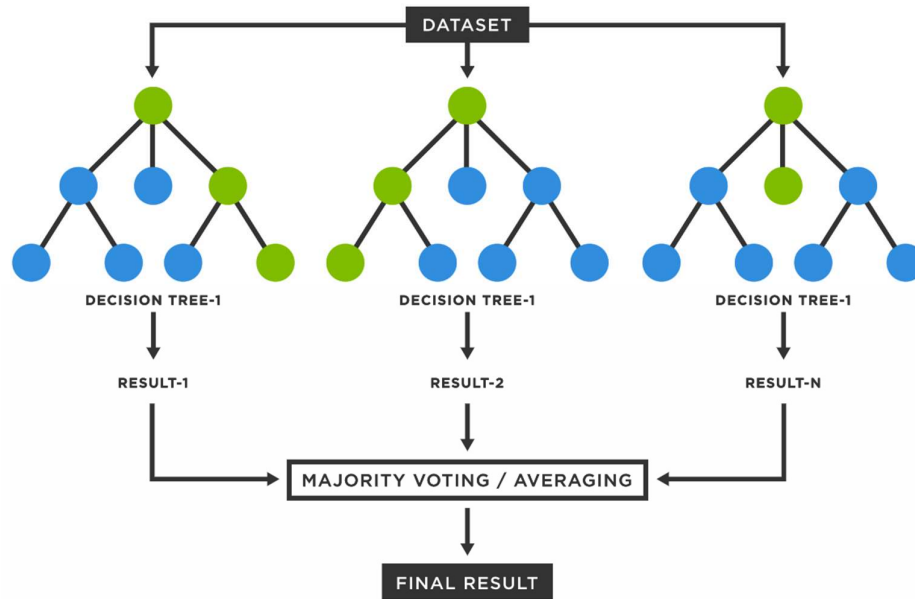 DATASET
DECISION TREE-1
DECISION TREE-1
DECISION TREE-1
RESULT-1
RESULT-2
RESULT-N
MAJORITY VOTING / AVERAGING
FINAL RESULT